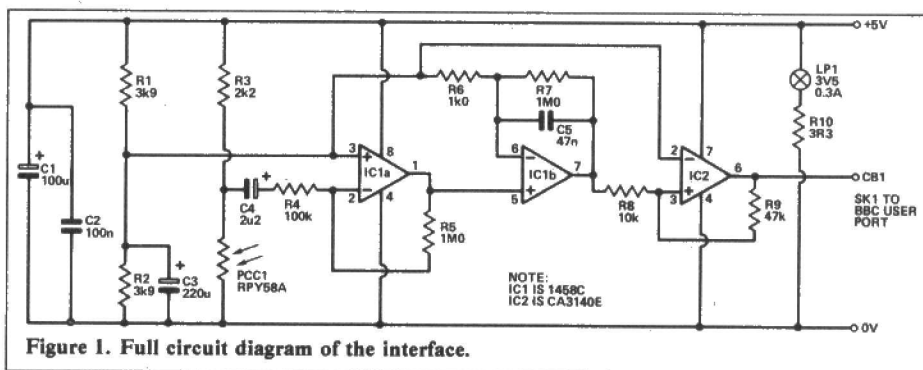 +5V
R1
3k9
R3
2k2
R6
1k0
R7
1M0
C5
47n
LP1
3V5
0.3A
R10
3R3
+
C1
100u
C2
100n
3
+
8
IC1a
1
2
−
4
6
−
IC1b
7
5
+
2
−
7
IC2
6
3
+
4
CB1
SK1 TO
BBC USER
PORT
+
C4
2u2
R4
100k
R5
1M0
R8
10k
R9
47k
R2
3k9
+
C3
220u
PCC1
RPY58A
NOTE:
IC1 IS 1458C
IC2 IS CA3140E
0V
Figure 1. Full circuit diagram of the interface.